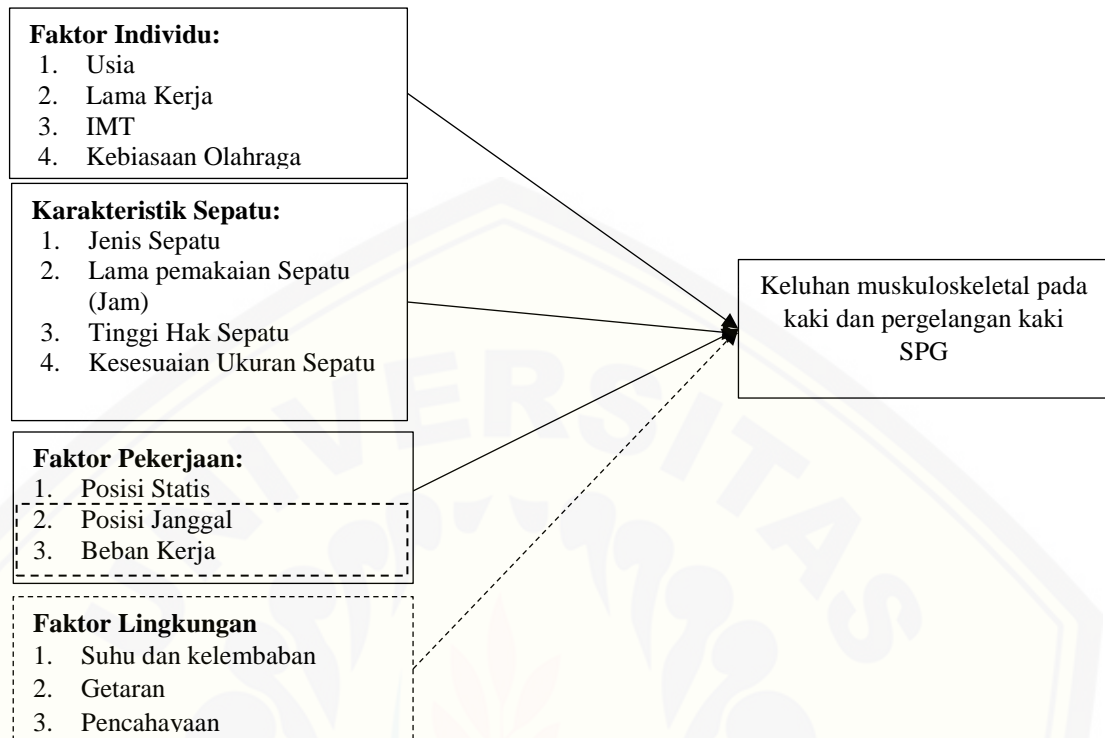 Faktor Individu:
1. Usia
2. Lama Kerja
3. IMT
4. Kebiasaan Olahraga
Karakteristik Sepatu:
1. Jenis Sepatu
2. Lama pemakaian Sepatu
(Jam)
3. Tinggi Hak Sepatu
4. Kesesuaian Ukuran Sepatu
Faktor Pekerjaan:
1. Posisi Statis
2. Posisi Janggal
3. Beban Kerja
Faktor Lingkungan
1. Suhu dan kelembaban
2. Getaran
3. Pencahayaan
Keluhan muskuloskeletal pada
kaki dan pergelangan kaki
SPG
UNIVERSITAS